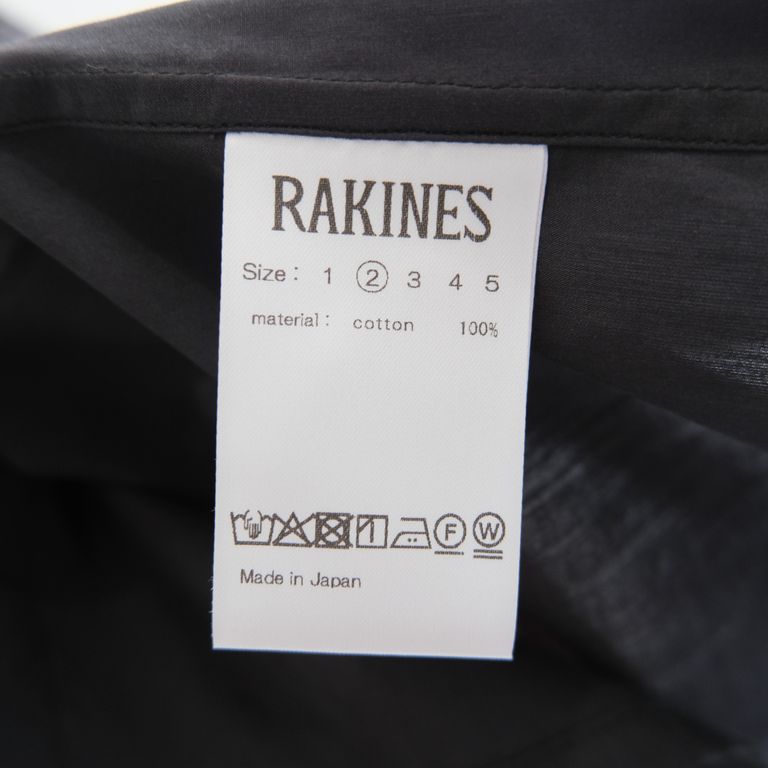 RAKINES
Size: 1 2 3 4 5
material: cotton 100%
F W
Made in Japan